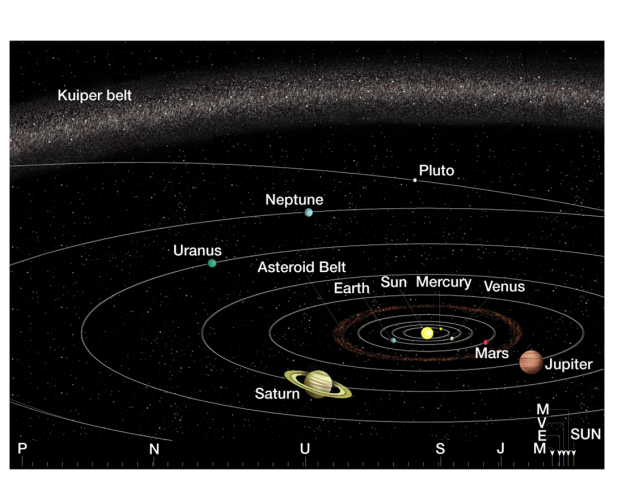 Kuiper belt
Pluto
Neptune
Uranus
Asteroid Belt
Earth Sun Mercury Venus
Mars
Jupiter
Saturn
M
V
E SUN
P N U S J M